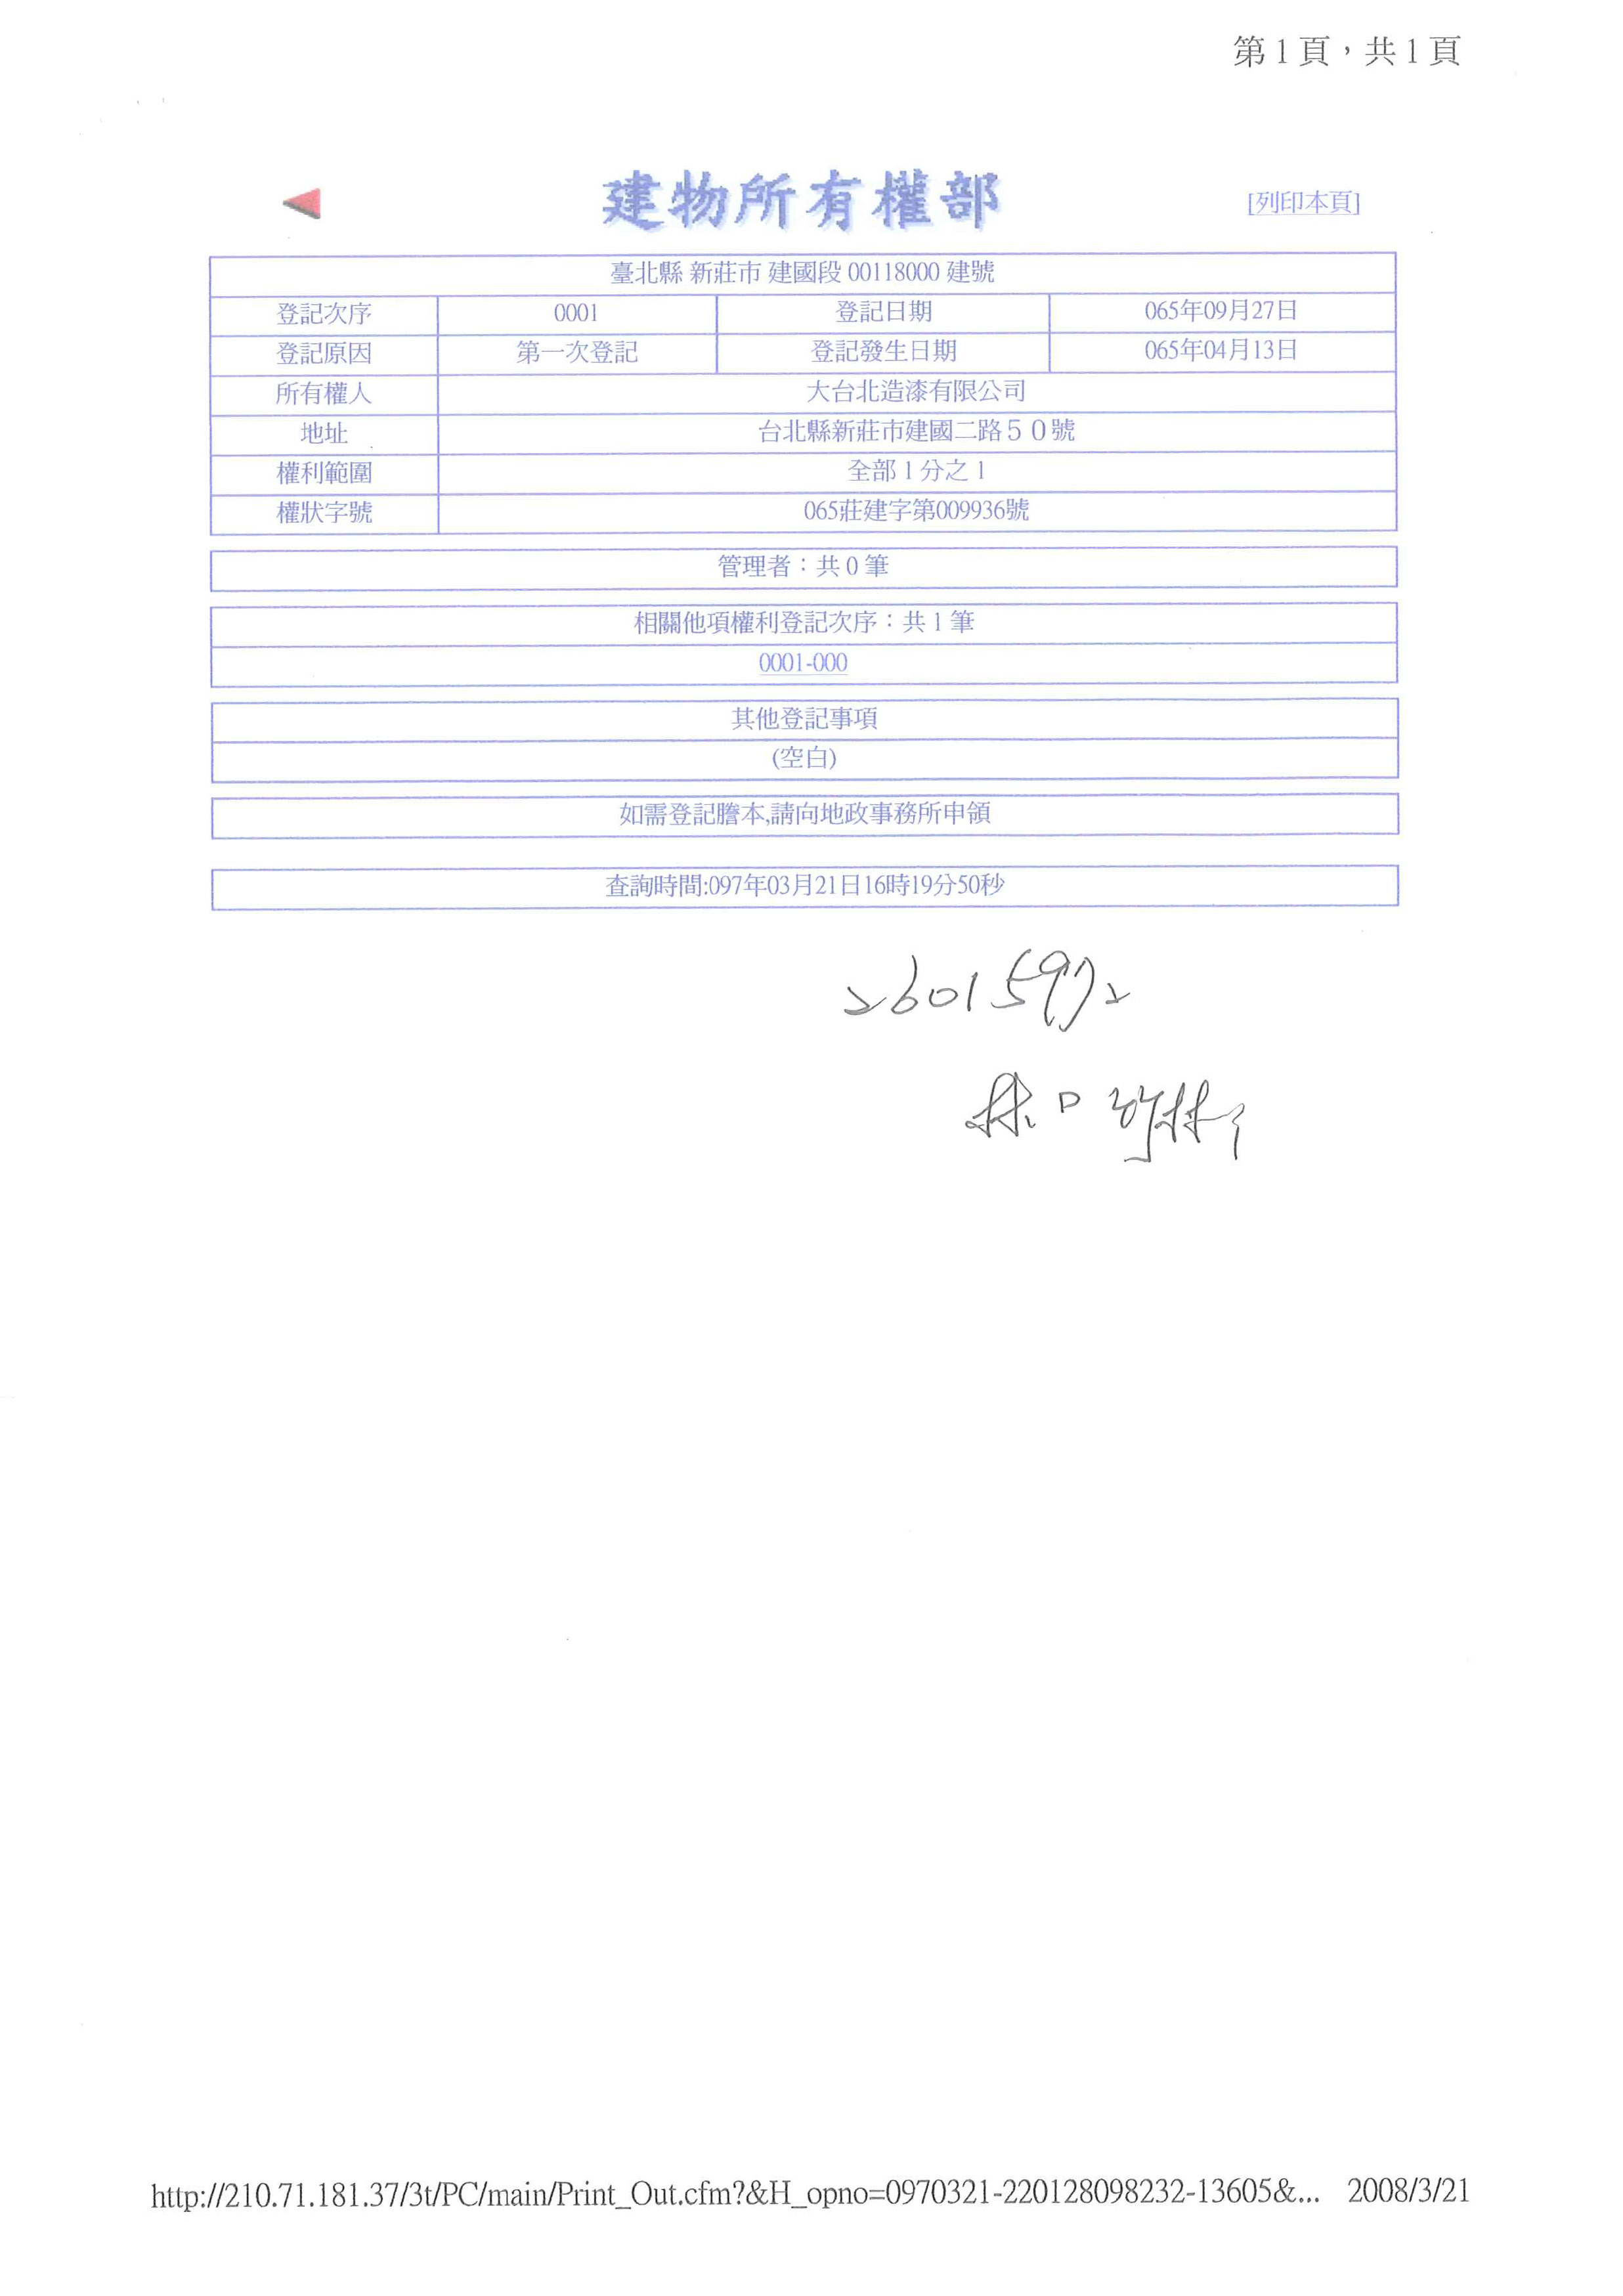 第1頁，共1頁
建物所有權部
[列印本頁]
臺北縣 新莊市 建國段 00118000 建號
登記次序 0001 登記日期 065年09月27日
登記原因 第一次登記 登記發生日期 065年04月13日
所有權人 大台北造漆有限公司
地址 台北縣新莊市建國二路５０號
權利範圍 全部 1 分之 1
權狀字號 065莊建字第009936號
管理者：共 0 筆
相關他項權利登記次序：共 1 筆
0001-000
其他登記事項
(空白)
如需登記謄本,請向地政事務所申領
查詢時間:097年03月21日16時19分50秒
26015972
林口
http://210.71.181.37/3t/PC/main/Print_Out.cfm?&H_opno=0970321-220128098232-13605&... 2008/3/21